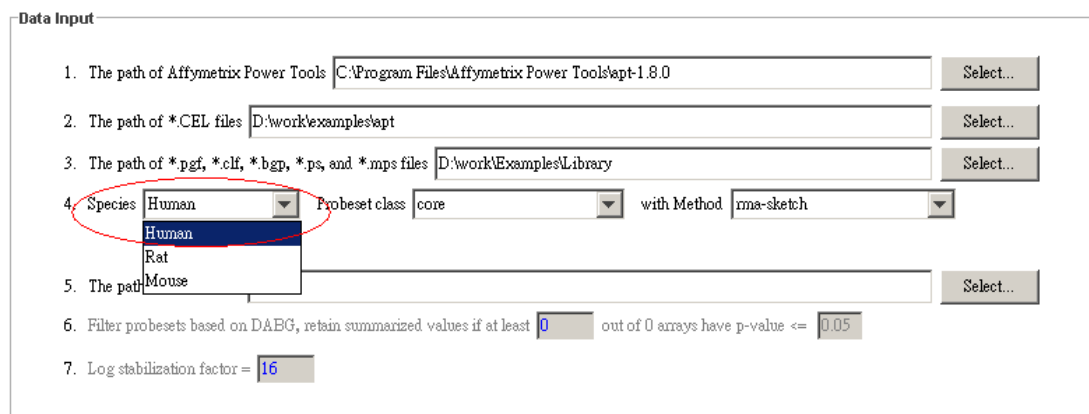 Data Input
1. The path of Affymetrix Power Tools C:\Program Files\Affymetrix Power Tools\apt-1.8.0 Select...
2. The path of *.CEL files D:\work\examples\apt Select...
3. The path of *.pgf, *.clf, *.bgp, *.ps, and *.mps files D:\work\Examples\Library Select...
4. Species Human Probeset class core with Method rma-sketch
Human
Rat
Mouse
5. The path Select...
6. Filter probesets based on DABG, retain summarized values if at least 0 out of 0 arrays have p-value <= 0.05
7. Log stabilization factor = 16